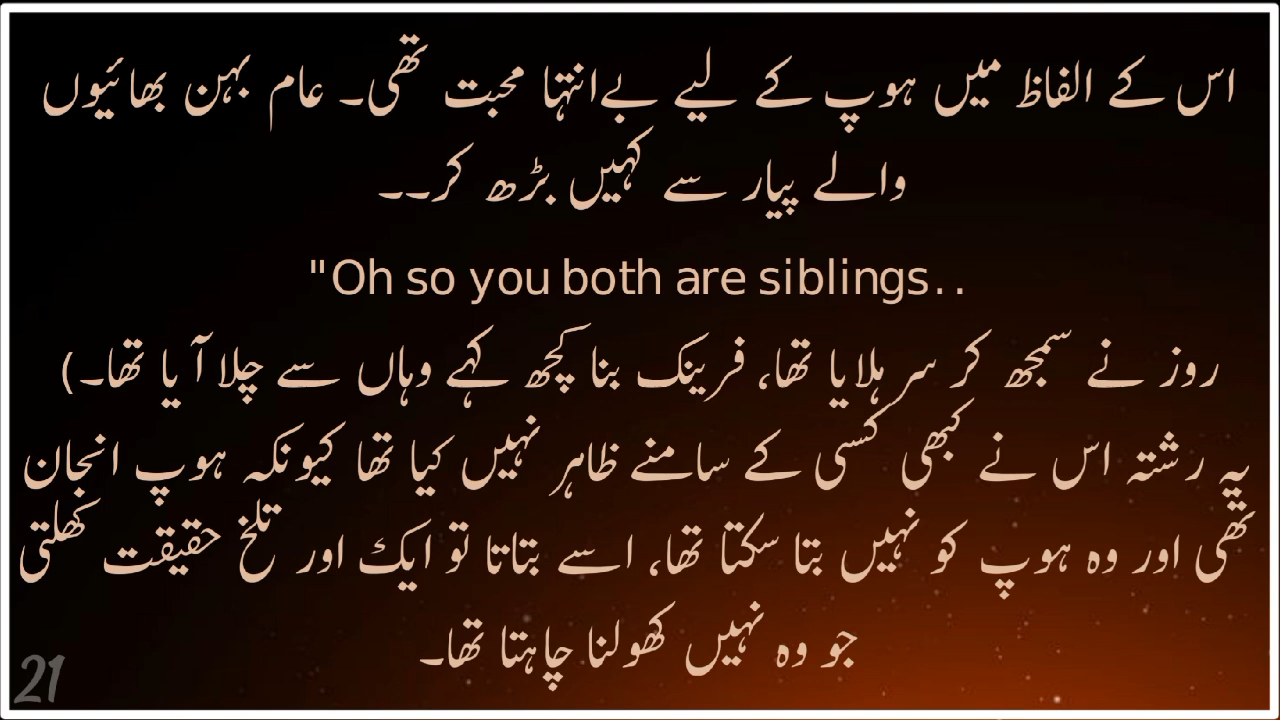 اس کے الفاظ میں ہوپ کے لیے بےانتہا محبت تھی۔ عام بہن بھائیوں
والے پیار سے کہیں بڑھ کر۔۔
"Oh so you both are siblings..
روز نے سمجھ کر سر ہلایا تھا، فرینک بنا کچھ کہے وہاں سے چلا آیا تھا۔)
یہ رشتہ اس نے کبھی کسی کے سامنے ظاہر نہیں کیا تھا کیونکہ ہوپ انجان
تھی اور وہ ہوپ کو نہیں بتا سکتا تھا، اسے بتاتا تو ایک اور تلخ حقیقت کھلتی
جو وہ نہیں کھولنا چاہتا تھا۔
21